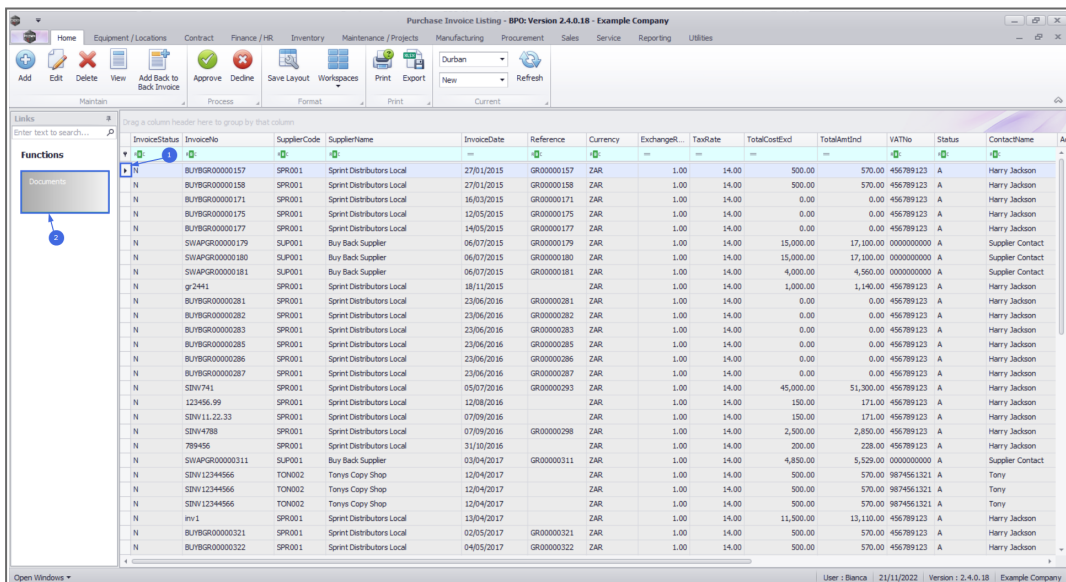 Purchase Invoice Listing - BPO: Version 2.4.0.18 - Example Company
Home Equipment / Locations Contract Finance / HR Inventory Maintenance / Projects Manufacturing Procurement Sales Service Reporting Utilities
Add Edit Delete View Add Back to Back Invoice Approve Decline Save Layout Workspaces Print Export Durban New Refresh
Maintain Process Format Print Current
Links
Enter text to search...
Functions
Documents
1
2
Drag a column header here to group by that column
InvoiceStatus InvoiceNo SupplierCode SupplierName InvoiceDate Reference Currency ExchangeR... TaxRate TotalCostExcl TotalAmtIncl VATNo Status ContactName
N BUYBGR00000157 SPR001 Sprint Distributors Local 27/01/2015 GR00000157 ZAR 1.00 14.00 500.00 570.00 456789123 A Harry Jackson
N BUYBGR00000158 SPR001 Sprint Distributors Local 27/01/2015 GR00000158 ZAR 1.00 14.00 500.00 570.00 456789123 A Harry Jackson
N BUYBGR00000171 SPR001 Sprint Distributors Local 16/03/2015 GR00000171 ZAR 1.00 14.00 0.00 0.00 456789123 A Harry Jackson
N BUYBGR00000175 SPR001 Sprint Distributors Local 12/05/2015 GR00000175 ZAR 1.00 14.00 0.00 0.00 456789123 A Harry Jackson
N BUYBGR00000177 SPR001 Sprint Distributors Local 14/05/2015 GR00000177 ZAR 1.00 14.00 0.00 0.00 456789123 A Harry Jackson
N SWAPGR00000179 SUP001 Buy Back Supplier 06/07/2015 GR00000179 ZAR 1.00 14.00 15,000.00 17,100.00 0000000000 A Supplier Contact
N SWAPGR00000180 SUP001 Buy Back Supplier 06/07/2015 GR00000180 ZAR 1.00 14.00 15,000.00 17,100.00 0000000000 A Supplier Contact
N SWAPGR00000181 SUP001 Buy Back Supplier 06/07/2015 GR00000181 ZAR 1.00 14.00 4,000.00 4,560.00 0000000000 A Supplier Contact
N gr2441 SPR001 Sprint Distributors Local 18/11/2015 ZAR 1.00 14.00 1,000.00 1,140.00 456789123 A Harry Jackson
N BUYBGR00000281 SPR001 Sprint Distributors Local 23/06/2016 GR00000281 ZAR 1.00 14.00 0.00 0.00 456789123 A Harry Jackson
N BUYBGR00000282 SPR001 Sprint Distributors Local 23/06/2016 GR00000282 ZAR 1.00 14.00 0.00 0.00 456789123 A Harry Jackson
N BUYBGR00000283 SPR001 Sprint Distributors Local 23/06/2016 GR00000283 ZAR 1.00 14.00 0.00 0.00 456789123 A Harry Jackson
N BUYBGR00000285 SPR001 Sprint Distributors Local 23/06/2016 GR00000285 ZAR 1.00 14.00 0.00 0.00 456789123 A Harry Jackson
N BUYBGR00000286 SPR001 Sprint Distributors Local 23/06/2016 GR00000286 ZAR 1.00 14.00 0.00 0.00 456789123 A Harry Jackson
N BUYBGR00000287 SPR001 Sprint Distributors Local 23/06/2016 GR00000287 ZAR 1.00 14.00 0.00 0.00 456789123 A Harry Jackson
N SINV741 SPR001 Sprint Distributors Local 05/07/2016 GR00000293 ZAR 1.00 14.00 45,000.00 51,300.00 456789123 A Harry Jackson
N 123456.99 SPR001 Sprint Distributors Local 12/08/2016 ZAR 1.00 14.00 150.00 171.00 456789123 A Harry Jackson
N SINV11.22.33 SPR001 Sprint Distributors Local 07/09/2016 ZAR 1.00 14.00 150.00 171.00 456789123 A Harry Jackson
N SINV4788 SPR001 Sprint Distributors Local 07/09/2016 GR00000298 ZAR 1.00 14.00 2,500.00 2,850.00 456789123 A Harry Jackson
N 789456 SPR001 Sprint Distributors Local 31/10/2016 ZAR 1.00 14.00 200.00 228.00 456789123 A Harry Jackson
N SWAPGR00000311 SUP001 Buy Back Supplier 03/04/2017 GR00000311 ZAR 1.00 14.00 4,850.00 5,529.00 0000000000 A Supplier Contact
N SINV12344566 TON002 Tonys Copy Shop 12/04/2017 ZAR 1.00 14.00 500.00 570.00 9874561321 A Tony
N SINV12344566 TON002 Tonys Copy Shop 12/04/2017 ZAR 1.00 14.00 500.00 570.00 9874561321 A Tony
N SINV12344566 TON002 Tonys Copy Shop 12/04/2017 ZAR 1.00 14.00 500.00 570.00 9874561321 A Tony
N inv1 SPR001 Sprint Distributors Local 13/04/2017 ZAR 1.00 14.00 11,500.00 13,110.00 456789123 A Harry Jackson
N BUYBGR00000321 SPR001 Sprint Distributors Local 02/05/2017 GR00000321 ZAR 1.00 14.00 500.00 570.00 456789123 A Harry Jackson
N BUYBGR00000322 SPR001 Sprint Distributors Local 04/05/2017 GR00000322 ZAR 1.00 14.00 500.00 570.00 456789123 A Harry Jackson
Open Windows User : Bianca 21/11/2022 Version : 2.4.0.18 Example Company